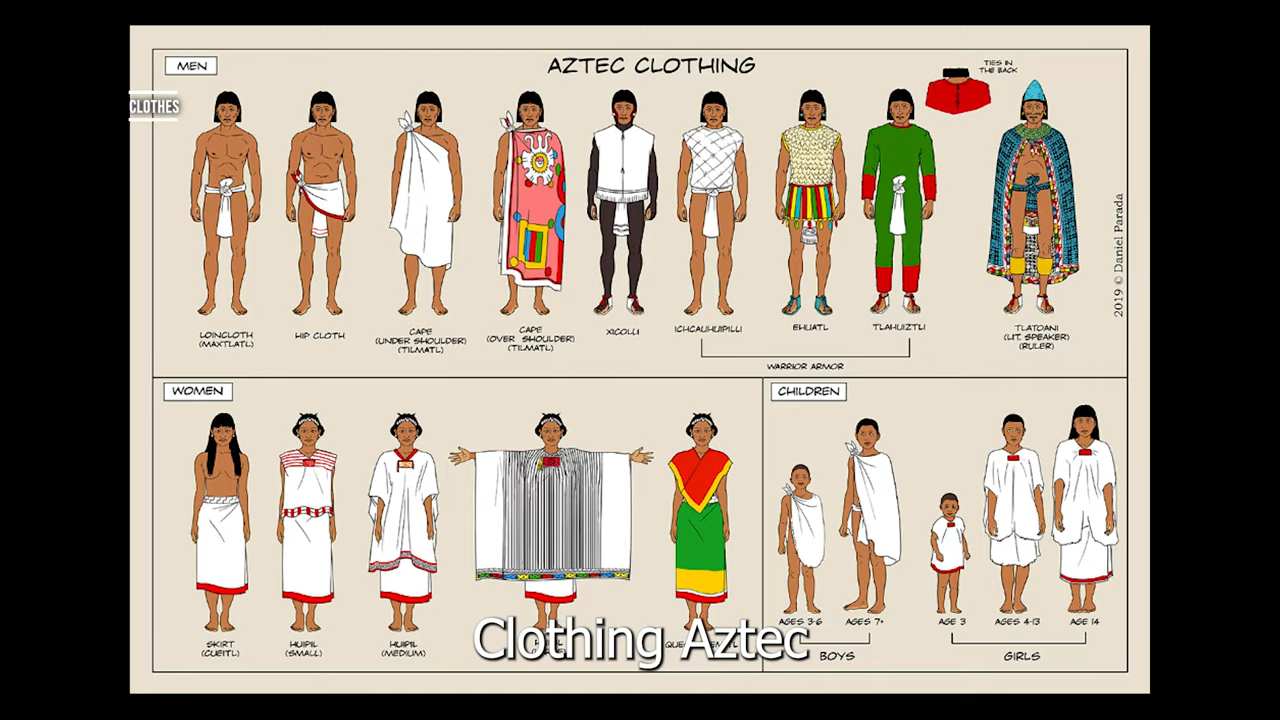 MEN
AZTEC CLOTHING
TIES IN
THE BACK
CLOTHES
2019 © Daniel Parada
LOINCLOTH
(MAXTLATL)
HIP CLOTH
CAPE
(UNDER SHOULDER)
(TILMATL)
CAPE
(OVER SHOULDER)
(TILMATL)
XICOLLI
ICHCAUHUIPILLI
EHUATL
TLAHUIZTLI
TLATOANI
(LIT. SPEAKER)
(RULER)
WARRIOR ARMOR
WOMEN
CHILDREN
SKIRT
(CUEITL)
HUIPIL
(SMALL)
HUIPIL
(MEDIUM)
Clothing Aztec
AGES 3-6
AGES 7+
AGE 3
AGES 4-13
AGE 14
BOYS
GIRLS